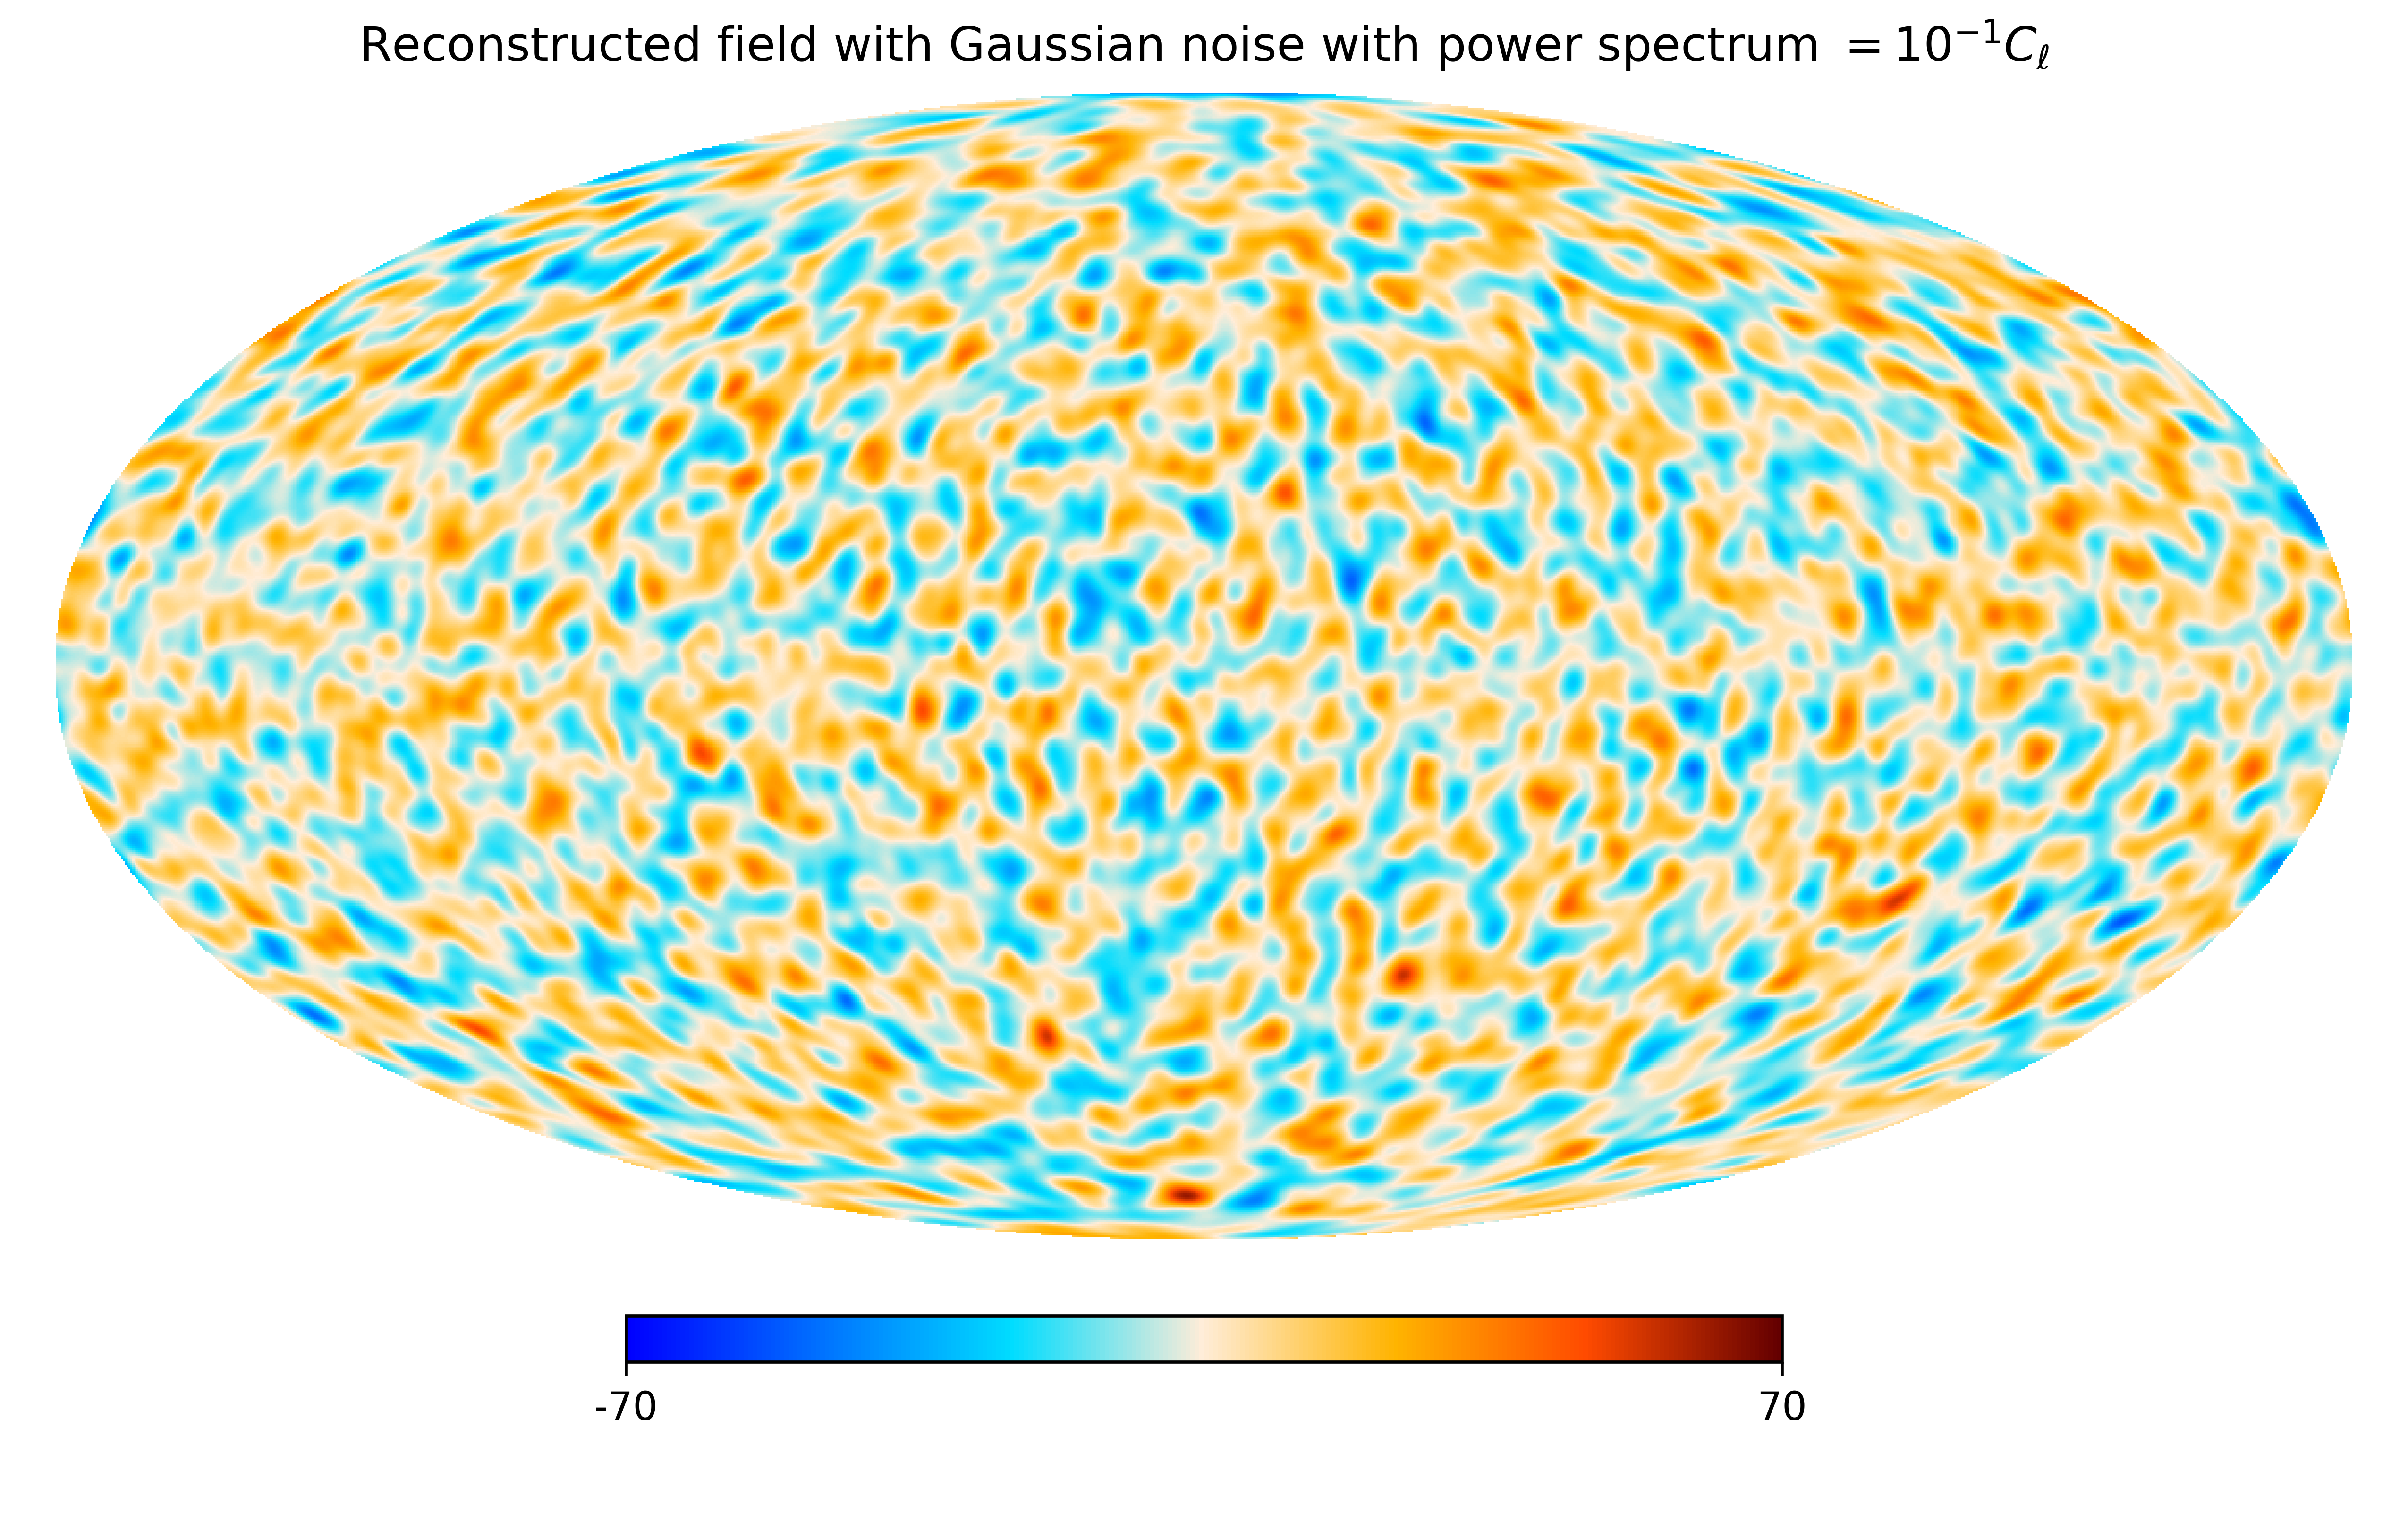 Reconstructed field with Gaussian noise with power spectrum $= 10^{-1}C_\ell$
-70 70